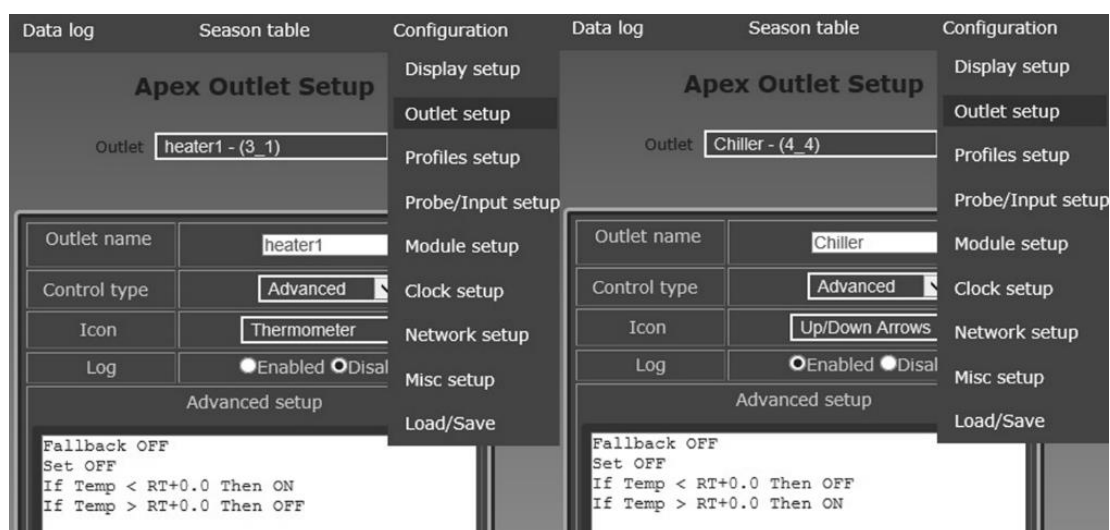 Data log Season table Configuration
Apex Outlet Setup
Display setup
Outlet setup
Outlet heater1 - (3_1)
Profiles setup
Probe/Input setup
Outlet name heater1
Module setup
Control type Advanced
Clock setup
Icon Thermometer
Network setup
Log Enabled Disal
Misc setup
Advanced setup
Load/Save
Fallback OFF
Set OFF
If Temp < RT+0.0 Then ON
If Temp > RT+0.0 Then OFF
Data log Season table Configuration
Apex Outlet Setup
Display setup
Outlet setup
Outlet Chiller - (4_4)
Profiles setup
Probe/Input setup
Outlet name Chiller
Module setup
Control type Advanced
Clock setup
Icon Up/Down Arrows
Network setup
Log Enabled Disal
Misc setup
Advanced setup
Load/Save
Fallback OFF
Set OFF
If Temp < RT+0.0 Then OFF
If Temp > RT+0.0 Then ON